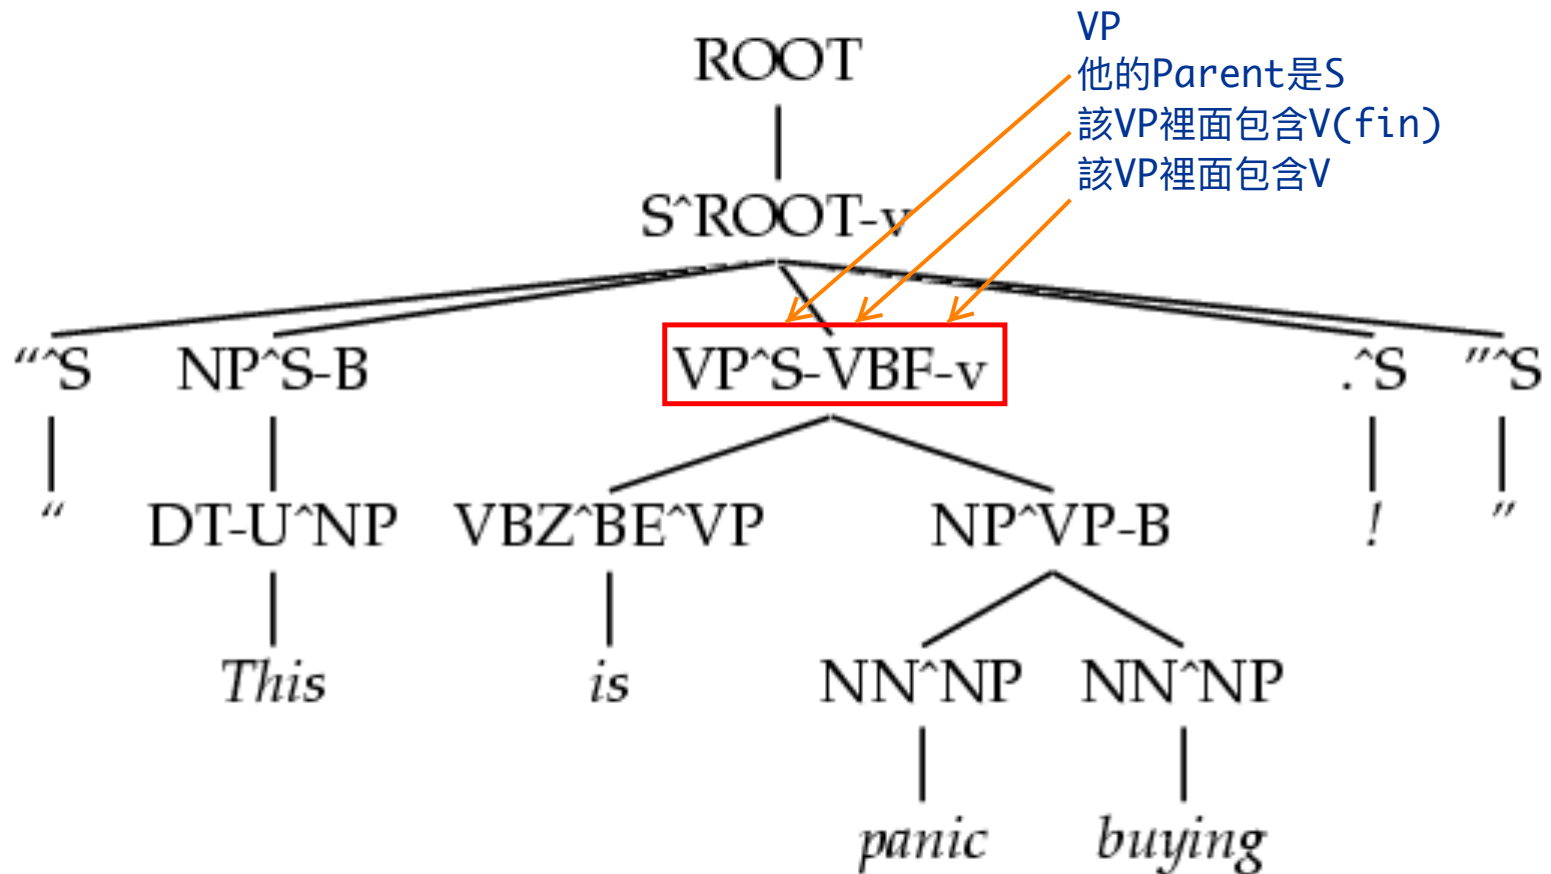 VP
他的Parent是S
該VP裡面包含V(fin)
該VP裡面包含V
ROOT
S^ROOT-v
“^S NP^S-B VP^S-VBF-v .^S ”^S
“ DT-U^NP VBZ^BE^VP NP^VP-B ! ”
This is NN^NP NN^NP
panic buying